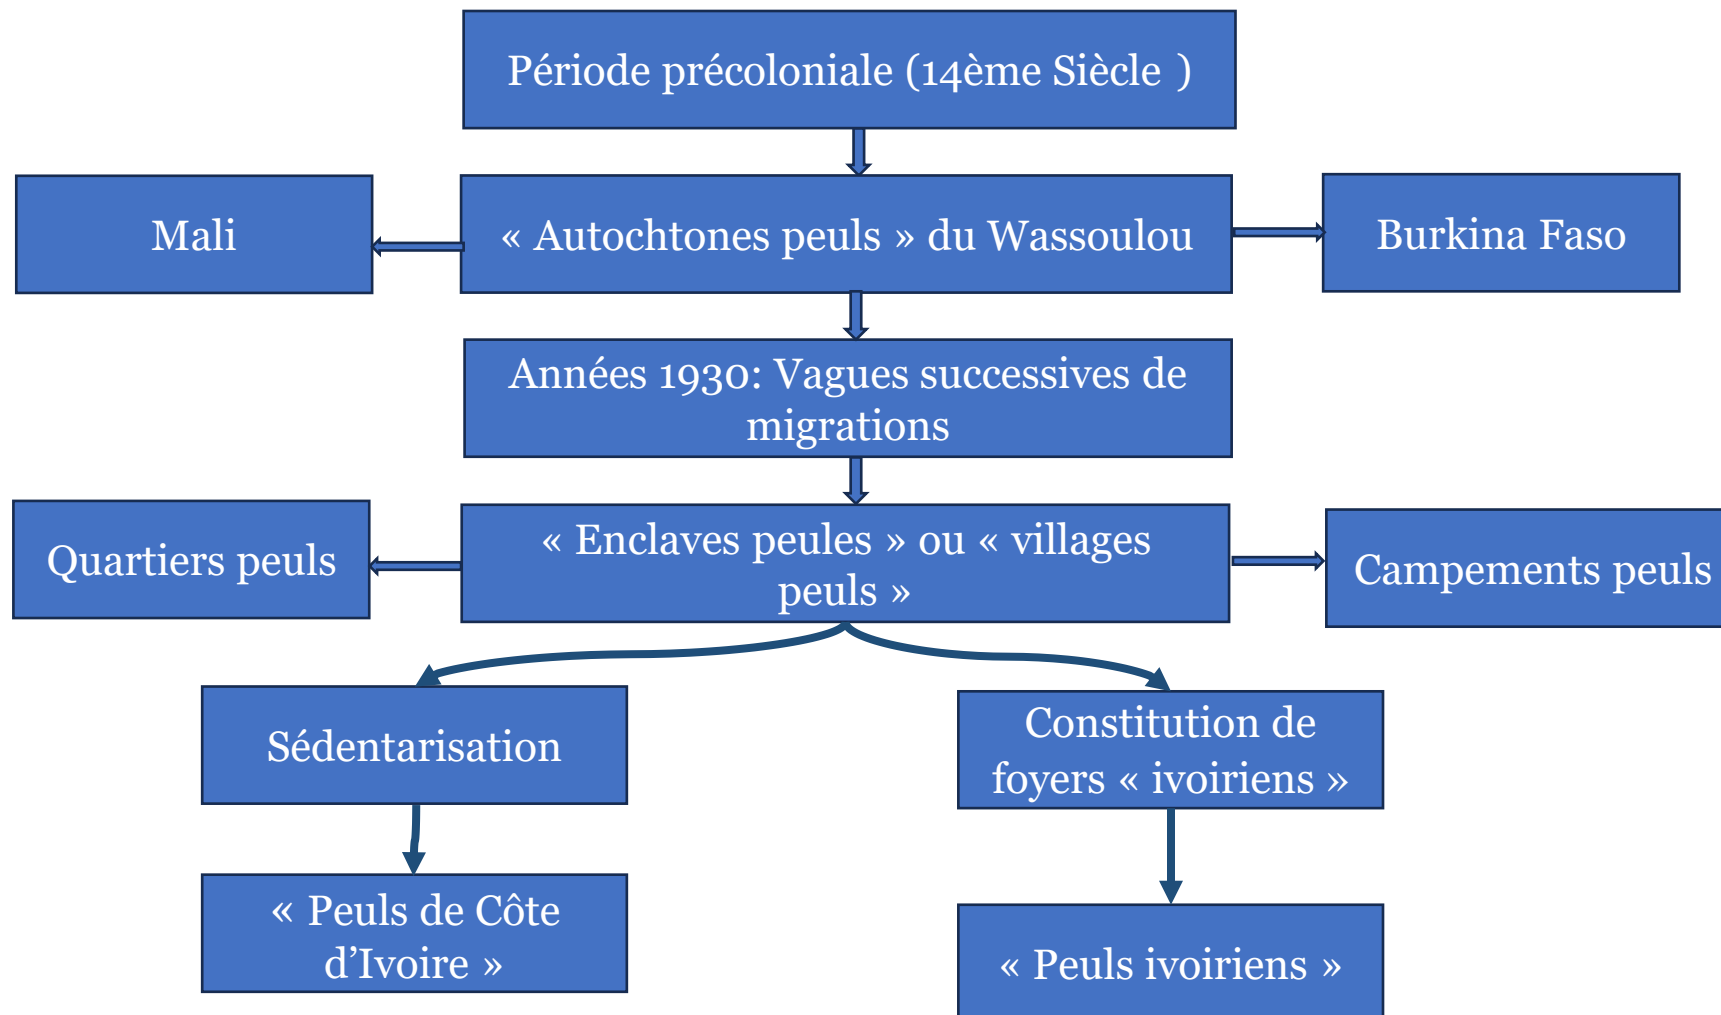 Période précoloniale (14ème Siècle )
Mali
« Autochtones peuls » du Wassoulou
Burkina Faso
Années 1930: Vagues successives de
migrations
Quartiers peuls
« Enclaves peules » ou « villages
peuls »
Campements peuls
Sédentarisation
Constitution de
foyers « ivoiriens »
« Peuls de Côte
d’Ivoire »
« Peuls ivoiriens »